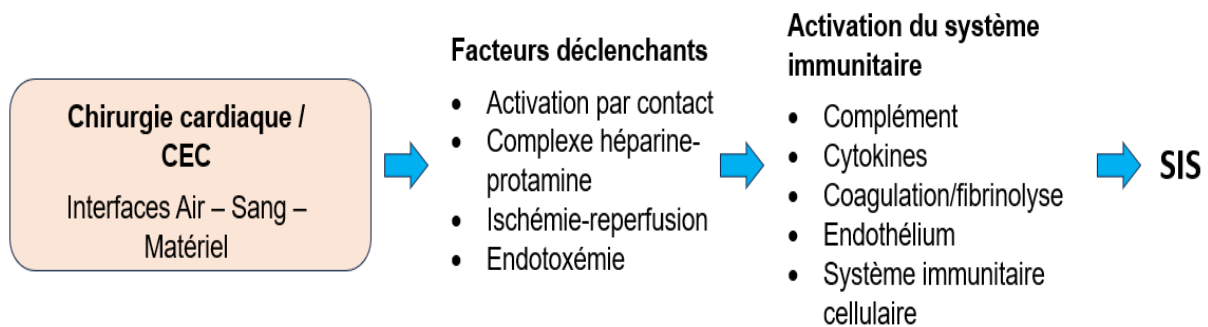 Chirurgie cardiaque /
CEC
Interfaces Air – Sang –
Matériel
Facteurs déclenchants
• Activation par contact
• Complexe héparine-
protamine
• Ischémie-reperfusion
• Endotoxémie
Activation du système
immunitaire
• Complément
• Cytokines
• Coagulation/fibrinolyse
• Endothélium
• Système immunitaire
cellulaire
SIS